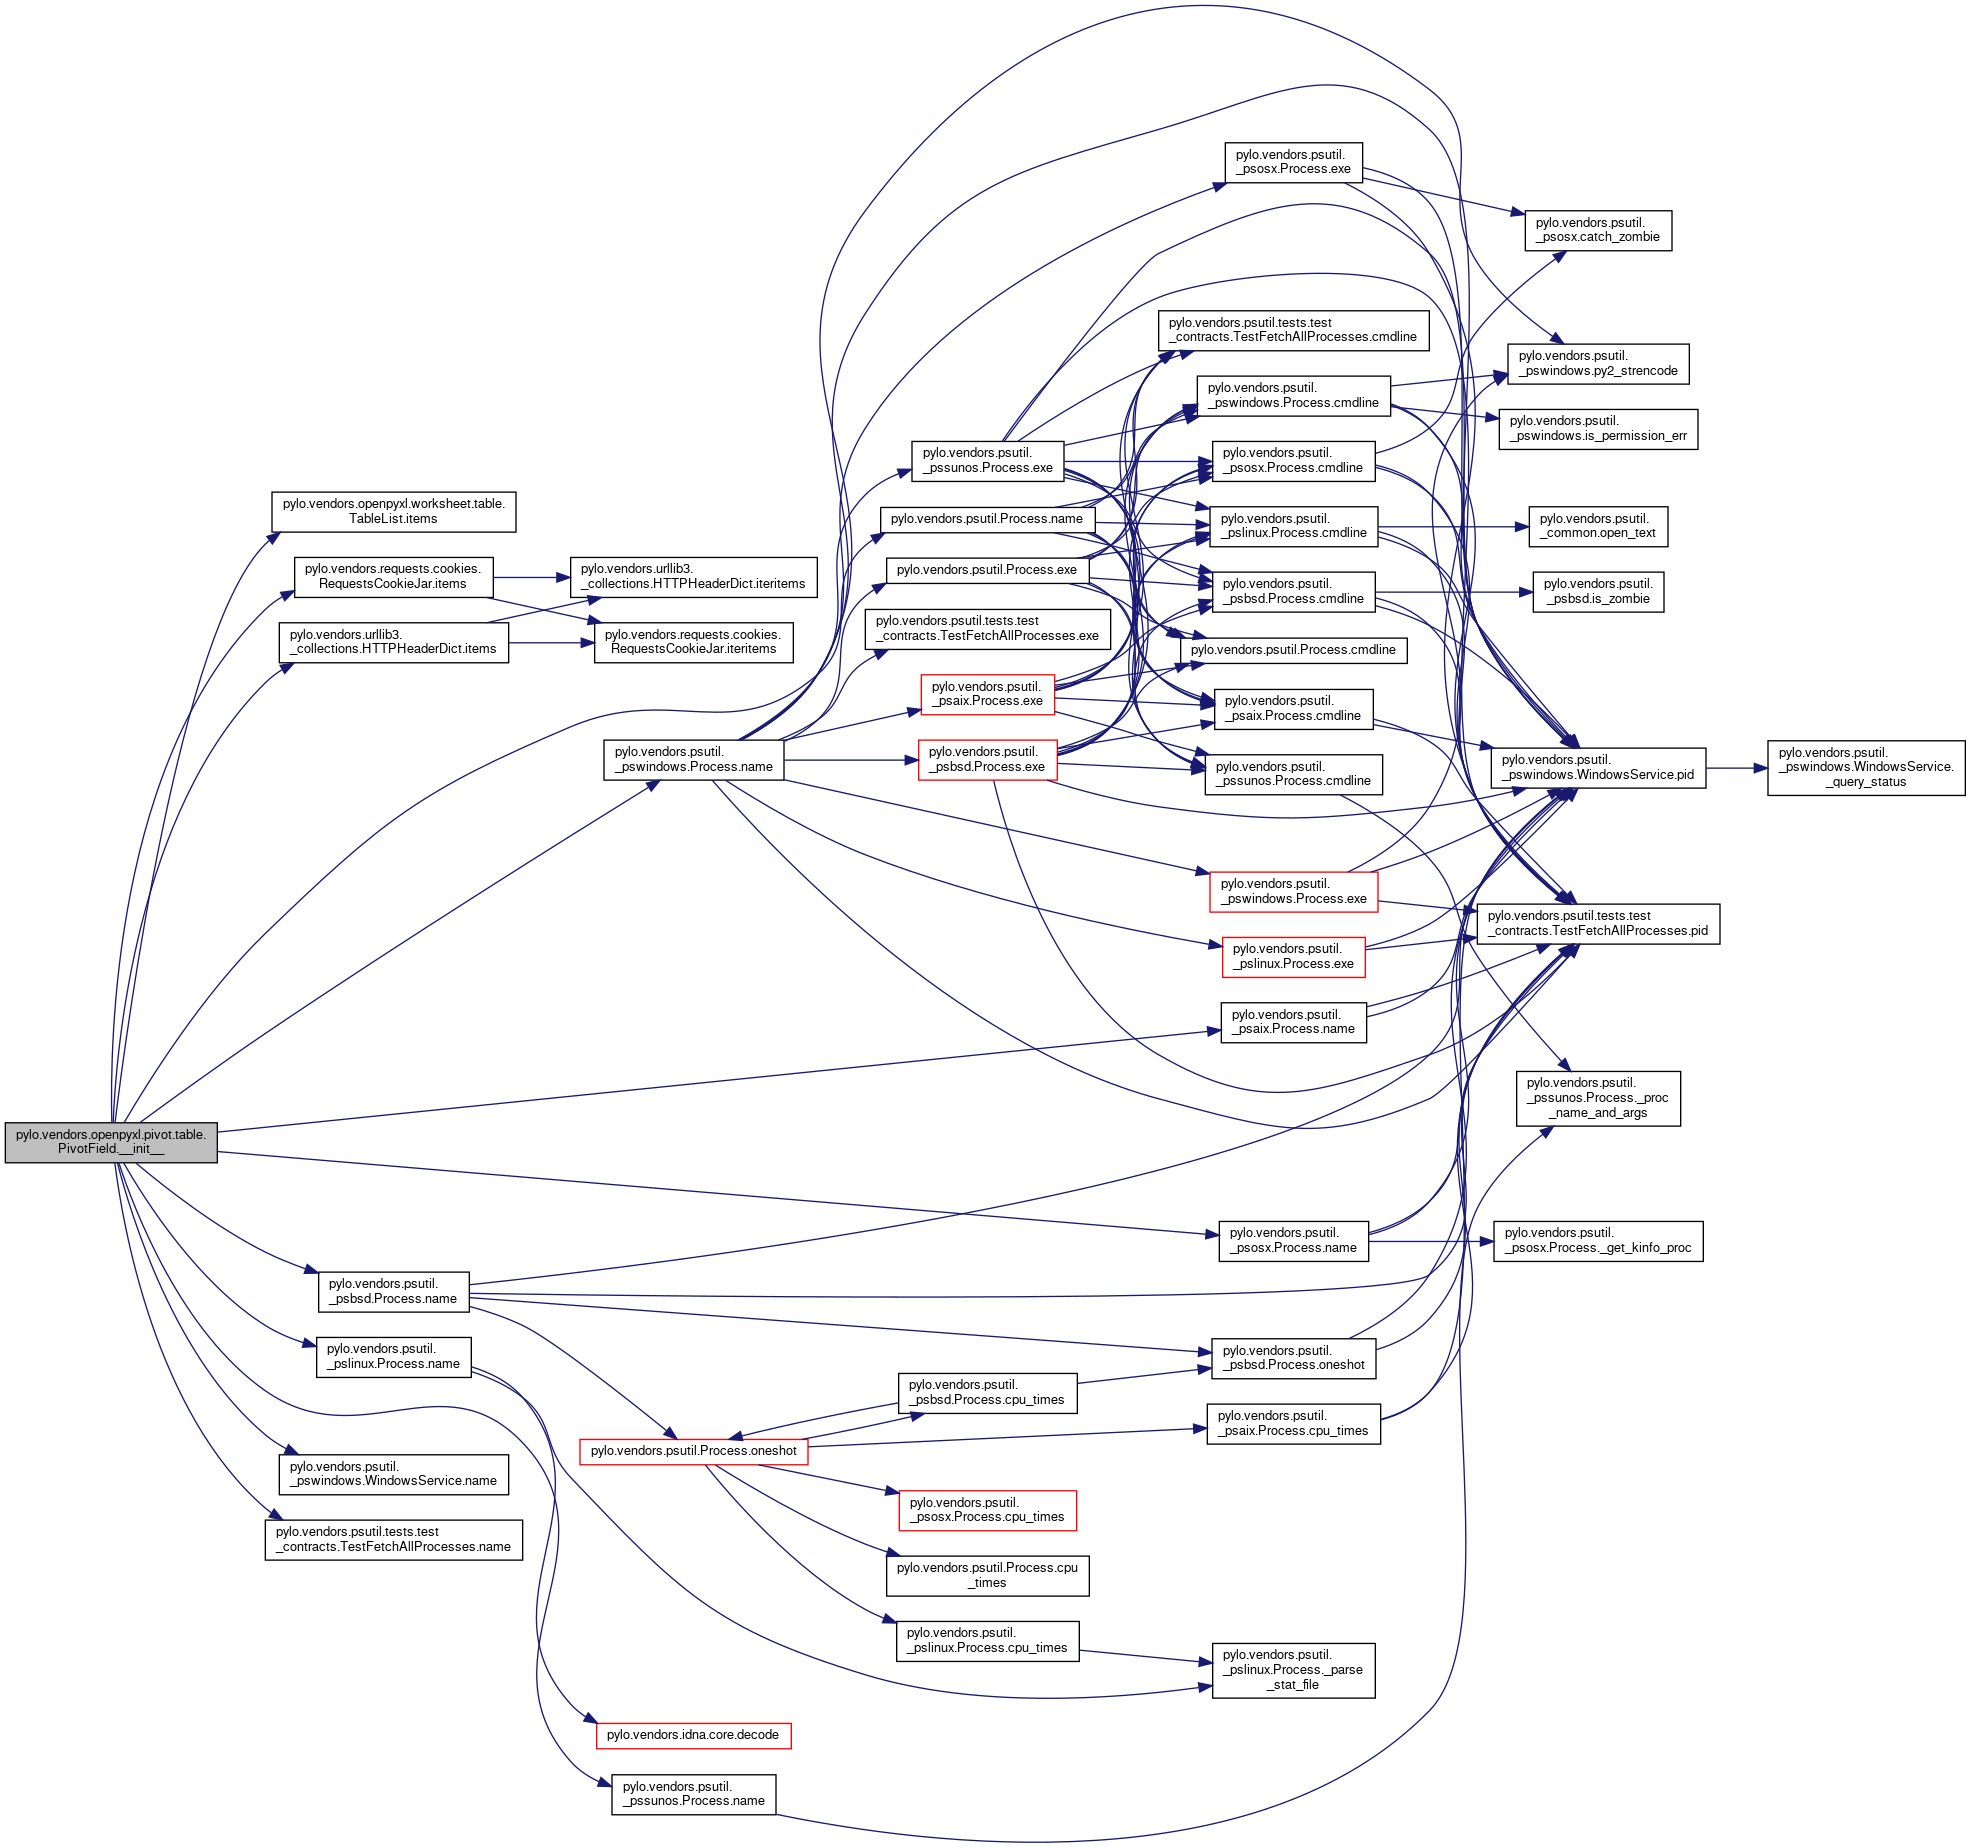 pylo.vendors.openpyxl.pivot.table.
PivotField.__init__
pylo.vendors.openpyxl.worksheet.table.
TableList.items
pylo.vendors.requests.cookies.
RequestsCookieJar.items
pylo.vendors.urllib3.
_collections.HTTPHeaderDict.items
pylo.vendors.psutil.
_psbsd.Process.name
pylo.vendors.psutil.
_pslinux.Process.name
pylo.vendors.psutil.
_pswindows.WindowsService.name
pylo.vendors.psutil.tests.test
_contracts.TestFetchAllProcesses.name
pylo.vendors.urllib3.
_collections.HTTPHeaderDict.iteritems
pylo.vendors.requests.cookies.
RequestsCookieJar.iteritems
pylo.vendors.psutil.
_pswindows.Process.name
pylo.vendors.psutil.Process.oneshot
pylo.vendors.idna.core.decode
pylo.vendors.psutil.
_pssunos.Process.name
pylo.vendors.psutil.
_pssunos.Process.exe
pylo.vendors.psutil.Process.name
pylo.vendors.psutil.Process.exe
pylo.vendors.psutil.tests.test
_contracts.TestFetchAllProcesses.exe
pylo.vendors.psutil.
_psaix.Process.exe
pylo.vendors.psutil.
_psbsd.Process.exe
pylo.vendors.psutil.
_psbsd.Process.cpu_times
pylo.vendors.psutil.
_psosx.Process.cpu_times
pylo.vendors.psutil.Process.cpu
_times
pylo.vendors.psutil.
_pslinux.Process.cpu_times
pylo.vendors.psutil.
_psosx.Process.exe
pylo.vendors.psutil.tests.test
_contracts.TestFetchAllProcesses.cmdline
pylo.vendors.psutil.
_pswindows.Process.cmdline
pylo.vendors.psutil.
_psosx.Process.cmdline
pylo.vendors.psutil.
_pslinux.Process.cmdline
pylo.vendors.psutil.
_psbsd.Process.cmdline
pylo.vendors.psutil.Process.cmdline
pylo.vendors.psutil.
_psaix.Process.cmdline
pylo.vendors.psutil.
_pssunos.Process.cmdline
pylo.vendors.psutil.
_pswindows.Process.exe
pylo.vendors.psutil.
_pslinux.Process.exe
pylo.vendors.psutil.
_psaix.Process.name
pylo.vendors.psutil.
_psosx.Process.name
pylo.vendors.psutil.
_psbsd.Process.oneshot
pylo.vendors.psutil.
_psaix.Process.cpu_times
pylo.vendors.psutil.
_pslinux.Process._parse
_stat_file
pylo.vendors.psutil.
_psosx.catch_zombie
pylo.vendors.psutil.
_pswindows.py2_strencode
pylo.vendors.psutil.
_pswindows.is_permission_err
pylo.vendors.psutil.
_common.open_text
pylo.vendors.psutil.
_psbsd.is_zombie
pylo.vendors.psutil.
_pswindows.WindowsService.pid
pylo.vendors.psutil.tests.test
_contracts.TestFetchAllProcesses.pid
pylo.vendors.psutil.
_pssunos.Process._proc
_name_and_args
pylo.vendors.psutil.
_psosx.Process._get_kinfo_proc
pylo.vendors.psutil.
_pswindows.WindowsService.
_query_status